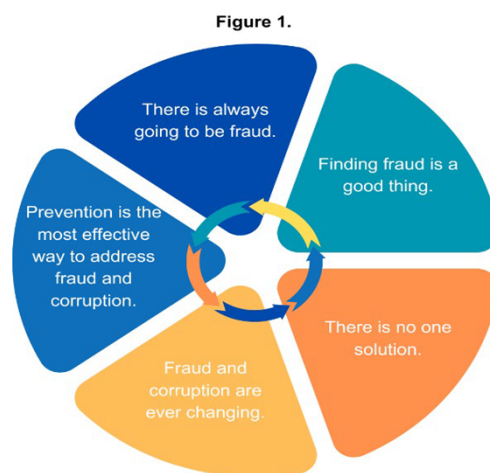 Figure 1.
There is always
going to be fraud.
Finding fraud is a
good thing.
There is no one
solution.
Fraud and
corruption are
ever changing.
Prevention is the
most effective
way to address
fraud and
corruption.